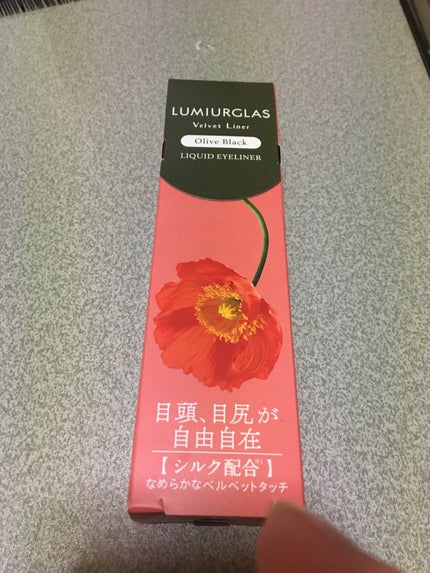 LUMIURGLAS
Velvet Liner
Olive Black
LIQUID EYELINER
目頭、目尻が
自由自在
【シルク配合※1】
なめらかなベルベットタッチ